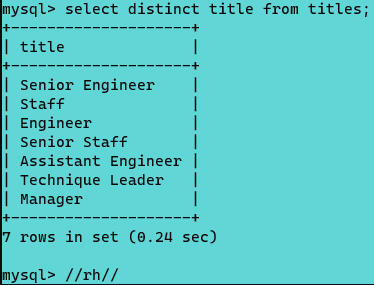 mysql> select distinct title from titles;
+--------------------+
| title              |
+--------------------+
| Senior Engineer    |
| Staff              |
| Engineer           |
| Senior Staff       |
| Assistant Engineer |
| Technique Leader   |
| Manager            |
+--------------------+
7 rows in set (0.24 sec)
mysql> //rh//